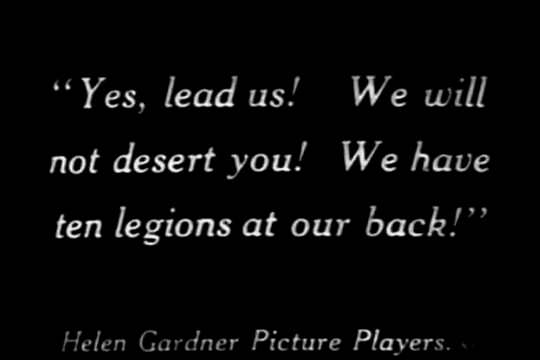 “Yes, lead us! We will
not desert you! We have
ten legions at our back!”
Helen Gardner Picture Players.